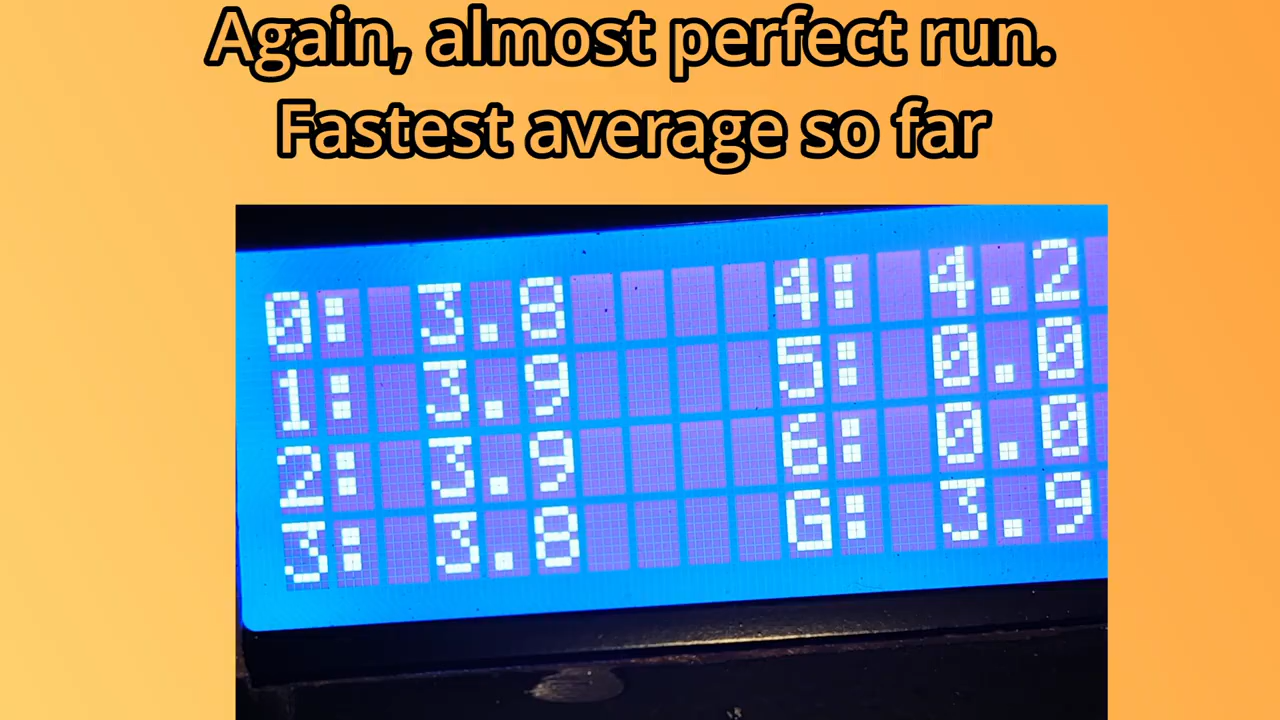 Again, almost perfect run.
Fastest average so far
0: 3.8 4: 4.2
1: 3.9 5: 0.0
2: 3.9 6: 0.0
3: 3.8 G: 3.9